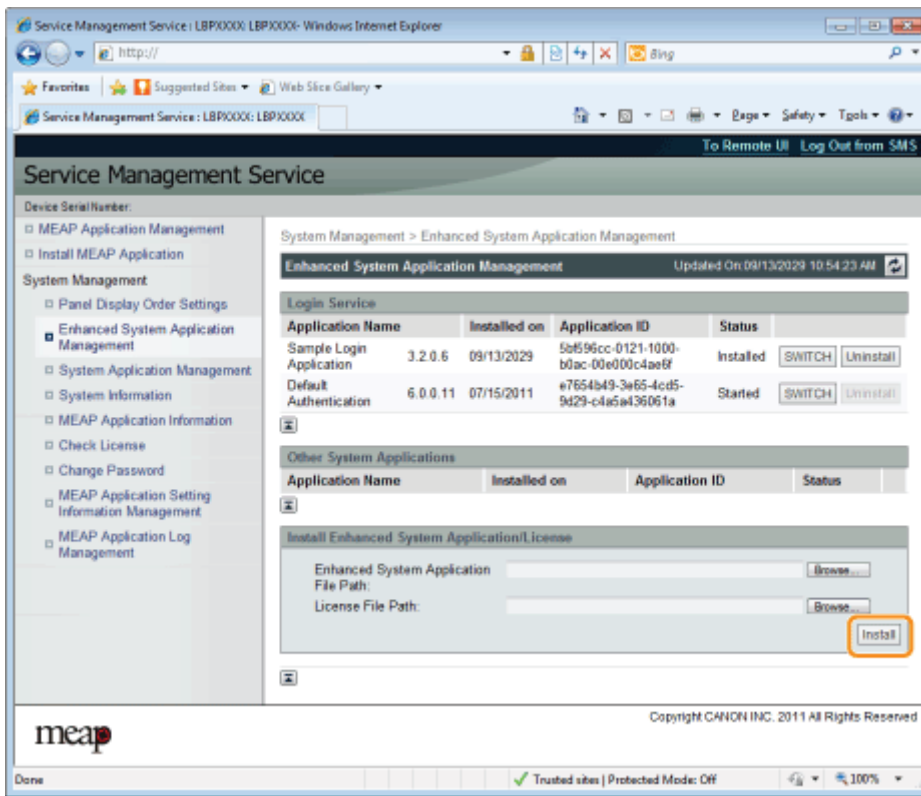 Service Management Service : LBPXXXX: LBPXXXX- Windows Internet Explorer
http://
Bing
Favorites
Suggested Sites
Web Slice Gallery
Service Management Service : LBPXXXX: LBPXXXX
Page
Safety
Tools
To Remote UI
Log Out from SMS
Service Management Service
Device Serial Number:
MEAP Application Management
Install MEAP Application
System Management
Panel Display Order Settings
Enhanced System Application
Management
System Application Management
System Information
MEAP Application Information
Check License
Change Password
MEAP Application Setting
Information Management
MEAP Application Log
Management
System Management > Enhanced System Application Management
Enhanced System Application Management
Updated On:09/13/2029 10:54:23 AM
Login Service
Application Name Installed on Application ID Status
Sample Login
Application
3.2.0.6 09/13/2029
5bf596cc-0121-1000-
b0ac-00e000c4ae6f
Installed SWITCH Uninstall
Default
Authentication
6.0.0.11 07/15/2011
e7654b49-3e65-4cd5-
9d29-c4a5a436061a
Started SWITCH Uninstall
Other System Applications
Application Name Installed on Application ID Status
Install Enhanced System Application/License
Enhanced System Application
File Path:
Browse...
License File Path:
Browse...
Install
meap
Copyright CANON INC. 2011 All Rights Reserved
Done
Trusted sites | Protected Mode: Off
100%